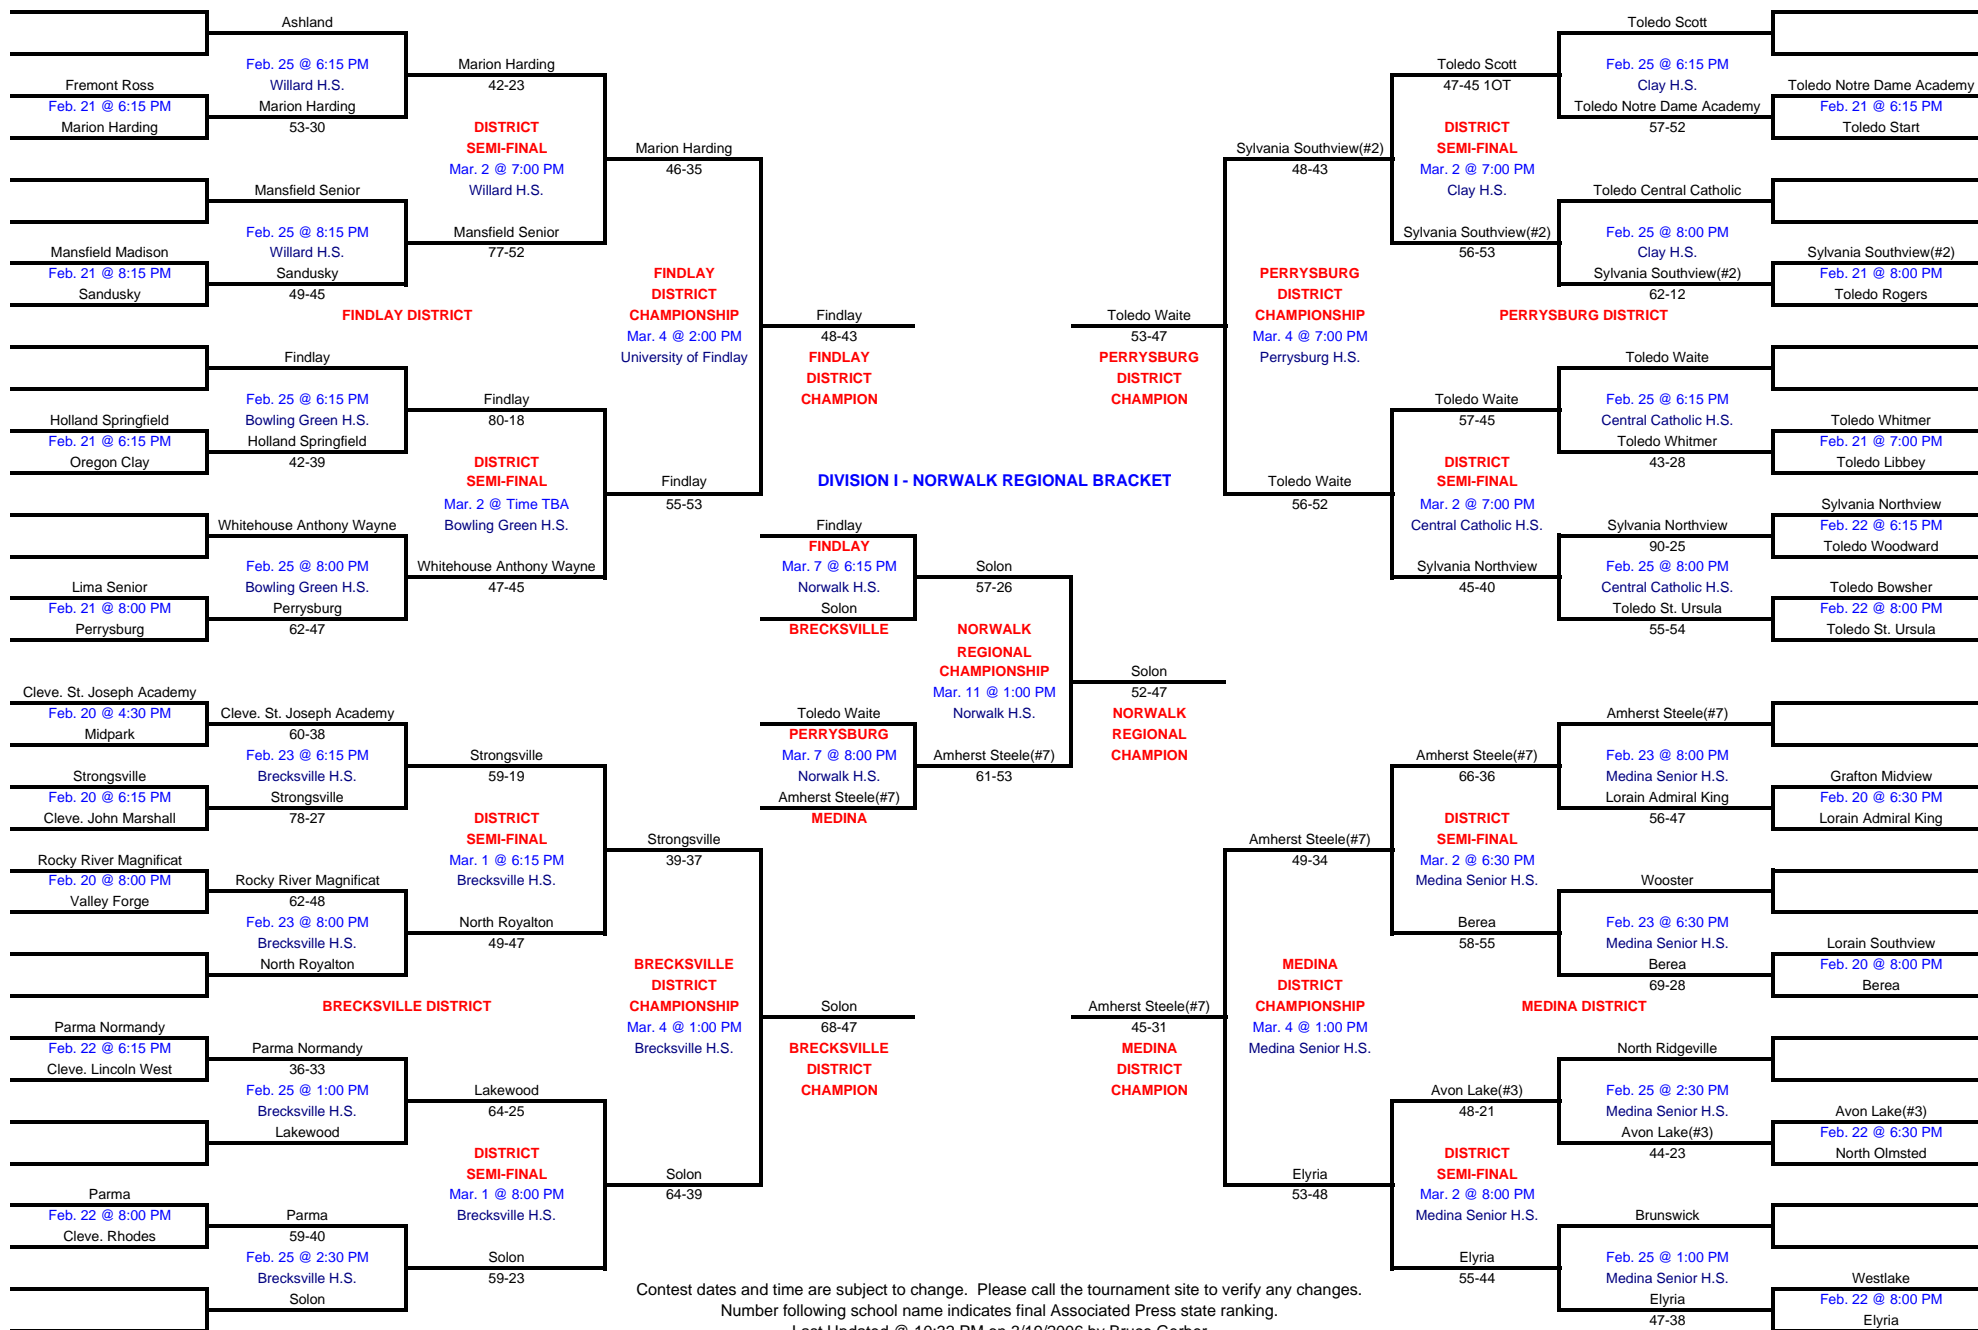 Ashland
Feb. 25 @ 6:15 PM
Willard H.S.
Fremont Ross
Feb. 21 @ 6:15 PM
Marion Harding
Marion Harding
53-30
Marion Harding
42-23
DISTRICT
SEMI-FINAL
Mar. 2 @ 7:00 PM
Willard H.S.
Mansfield Senior
Feb. 25 @ 8:15 PM
Willard H.S.
Mansfield Madison
Feb. 21 @ 8:15 PM
Sandusky
Sandusky
49-45
Mansfield Senior
77-52
Marion Harding
46-35
FINDLAY DISTRICT
FINDLAY
DISTRICT
CHAMPIONSHIP
Mar. 4 @ 2:00 PM
University of Findlay
Findlay
48-43
FINDLAY
DISTRICT
CHAMPION
Findlay
Feb. 25 @ 6:15 PM
Bowling Green H.S.
Holland Springfield
Feb. 21 @ 6:15 PM
Oregon Clay
Holland Springfield
42-39
Findlay
80-18
DISTRICT
SEMI-FINAL
Mar. 2 @ Time TBA
Bowling Green H.S.
Findlay
55-53
Whitehouse Anthony Wayne
Feb. 25 @ 8:00 PM
Bowling Green H.S.
Lima Senior
Feb. 21 @ 8:00 PM
Perrysburg
Perrysburg
62-47
Whitehouse Anthony Wayne
47-45
Toledo Scott
Feb. 25 @ 6:15 PM
Clay H.S.
Toledo Notre Dame Academy
Feb. 21 @ 6:15 PM
Toledo Start
Toledo Notre Dame Academy
57-52
Toledo Scott
47-45 1OT
DISTRICT
SEMI-FINAL
Mar. 2 @ 7:00 PM
Clay H.S.
Sylvania Southview(#2)
48-43
Toledo Central Catholic
Feb. 25 @ 8:00 PM
Clay H.S.
Sylvania Southview(#2)
Feb. 21 @ 8:00 PM
Toledo Rogers
Sylvania Southview(#2)
62-12
Sylvania Southview(#2)
56-53
PERRYSBURG DISTRICT
PERRYSBURG
DISTRICT
CHAMPIONSHIP
Mar. 4 @ 7:00 PM
Perrysburg H.S.
Toledo Waite
53-47
PERRYSBURG
DISTRICT
CHAMPION
Toledo Waite
Feb. 25 @ 6:15 PM
Central Catholic H.S.
Toledo Whitmer
Feb. 21 @ 7:00 PM
Toledo Libbey
Toledo Whitmer
43-28
Toledo Waite
57-45
DISTRICT
SEMI-FINAL
Mar. 2 @ 7:00 PM
Central Catholic H.S.
Toledo Waite
56-52
Sylvania Northview
Feb. 22 @ 6:15 PM
Toledo Woodward
Sylvania Northview
90-25
Feb. 25 @ 8:00 PM
Central Catholic H.S.
Toledo Bowsher
Feb. 22 @ 8:00 PM
Toledo St. Ursula
Toledo St. Ursula
55-54
Sylvania Northview
45-40
DIVISION I - NORWALK REGIONAL BRACKET
Findlay
FINDLAY
Mar. 7 @ 6:15 PM
Norwalk H.S.
Solon
BRECKSVILLE
Solon
57-26
NORWALK
REGIONAL
CHAMPIONSHIP
Mar. 11 @ 1:00 PM
Norwalk H.S.
Solon
52-47
NORWALK
REGIONAL
CHAMPION
Toledo Waite
PERRYSBURG
Mar. 7 @ 8:00 PM
Norwalk H.S.
Amherst Steele(#7)
MEDINA
Amherst Steele(#7)
61-53
Cleve. St. Joseph Academy
Feb. 20 @ 4:30 PM
Midpark
Cleve. St. Joseph Academy
60-38
Feb. 23 @ 6:15 PM
Brecksville H.S.
Strongsville
Feb. 20 @ 6:15 PM
Cleve. John Marshall
Strongsville
78-27
Strongsville
59-19
DISTRICT
SEMI-FINAL
Mar. 1 @ 6:15 PM
Brecksville H.S.
Strongsville
39-37
Rocky River Magnificat
Feb. 20 @ 8:00 PM
Valley Forge
Rocky River Magnificat
62-48
Feb. 23 @ 8:00 PM
Brecksville H.S.
North Royalton
North Royalton
49-47
BRECKSVILLE DISTRICT
BRECKSVILLE
DISTRICT
CHAMPIONSHIP
Mar. 4 @ 1:00 PM
Brecksville H.S.
Solon
68-47
BRECKSVILLE
DISTRICT
CHAMPION
Parma Normandy
Feb. 22 @ 6:15 PM
Cleve. Lincoln West
Parma Normandy
36-33
Feb. 25 @ 1:00 PM
Brecksville H.S.
Lakewood
Lakewood
64-25
DISTRICT
SEMI-FINAL
Mar. 1 @ 8:00 PM
Brecksville H.S.
Solon
64-39
Parma
Feb. 22 @ 8:00 PM
Cleve. Rhodes
Parma
59-40
Feb. 25 @ 2:30 PM
Brecksville H.S.
Solon
Solon
59-23
Amherst Steele(#7)
Feb. 23 @ 8:00 PM
Medina Senior H.S.
Grafton Midview
Feb. 20 @ 6:30 PM
Lorain Admiral King
Lorain Admiral King
56-47
Amherst Steele(#7)
66-36
DISTRICT
SEMI-FINAL
Mar. 2 @ 6:30 PM
Medina Senior H.S.
Amherst Steele(#7)
49-34
Wooster
Feb. 23 @ 6:30 PM
Medina Senior H.S.
Lorain Southview
Feb. 20 @ 8:00 PM
Berea
Berea
69-28
Berea
58-55
MEDINA DISTRICT
MEDINA
DISTRICT
CHAMPIONSHIP
Mar. 4 @ 1:00 PM
Medina Senior H.S.
Amherst Steele(#7)
45-31
MEDINA
DISTRICT
CHAMPION
North Ridgeville
Feb. 25 @ 2:30 PM
Medina Senior H.S.
Avon Lake(#3)
Feb. 22 @ 6:30 PM
North Olmsted
Avon Lake(#3)
44-23
Avon Lake(#3)
48-21
DISTRICT
SEMI-FINAL
Mar. 2 @ 8:00 PM
Medina Senior H.S.
Elyria
53-48
Brunswick
Feb. 25 @ 1:00 PM
Medina Senior H.S.
Westlake
Feb. 22 @ 8:00 PM
Elyria
Elyria
47-38
Elyria
55-44
Contest dates and time are subject to change.  Please call the tournament site to verify any changes.
Number following school name indicates final Associated Press state ranking.
Last Updated @ 10:32 PM on 3/19/2006 by Bruce Gerber